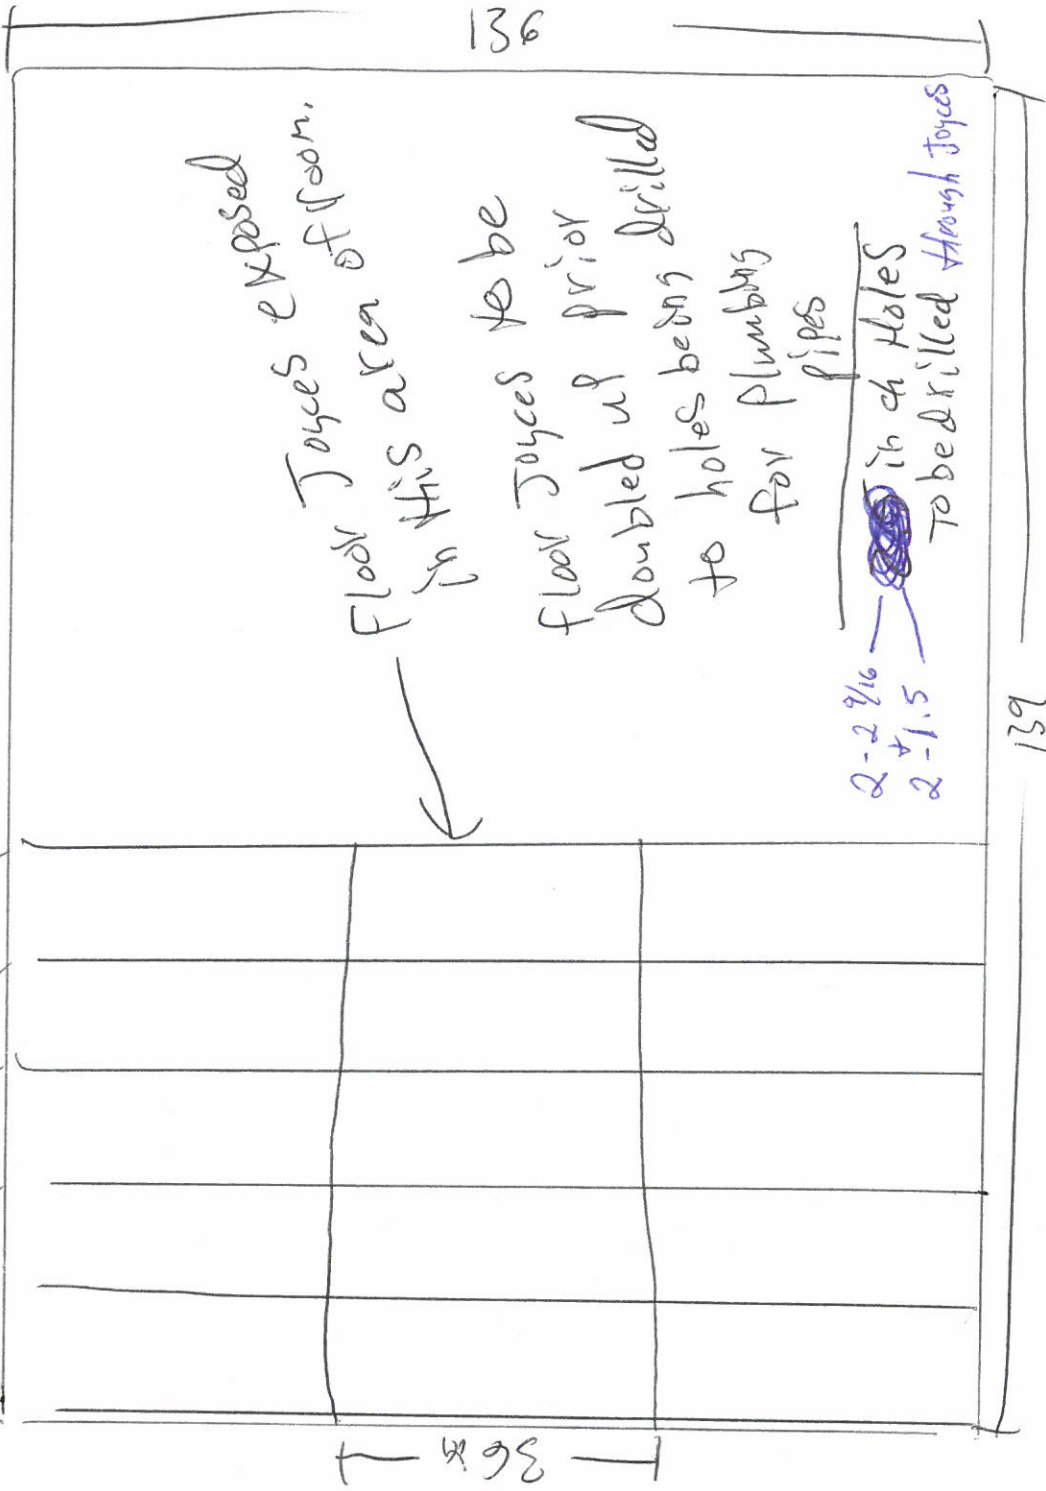 136
Floor Joyces exposed
in this area of room.
Floor Joyces to be
doubled up prior
to holes being drilled
for plumbing
pipes
2 - 2 9/16 inch Holes
+
2 - 1.5 To be drilled through Joyces
139
36 in